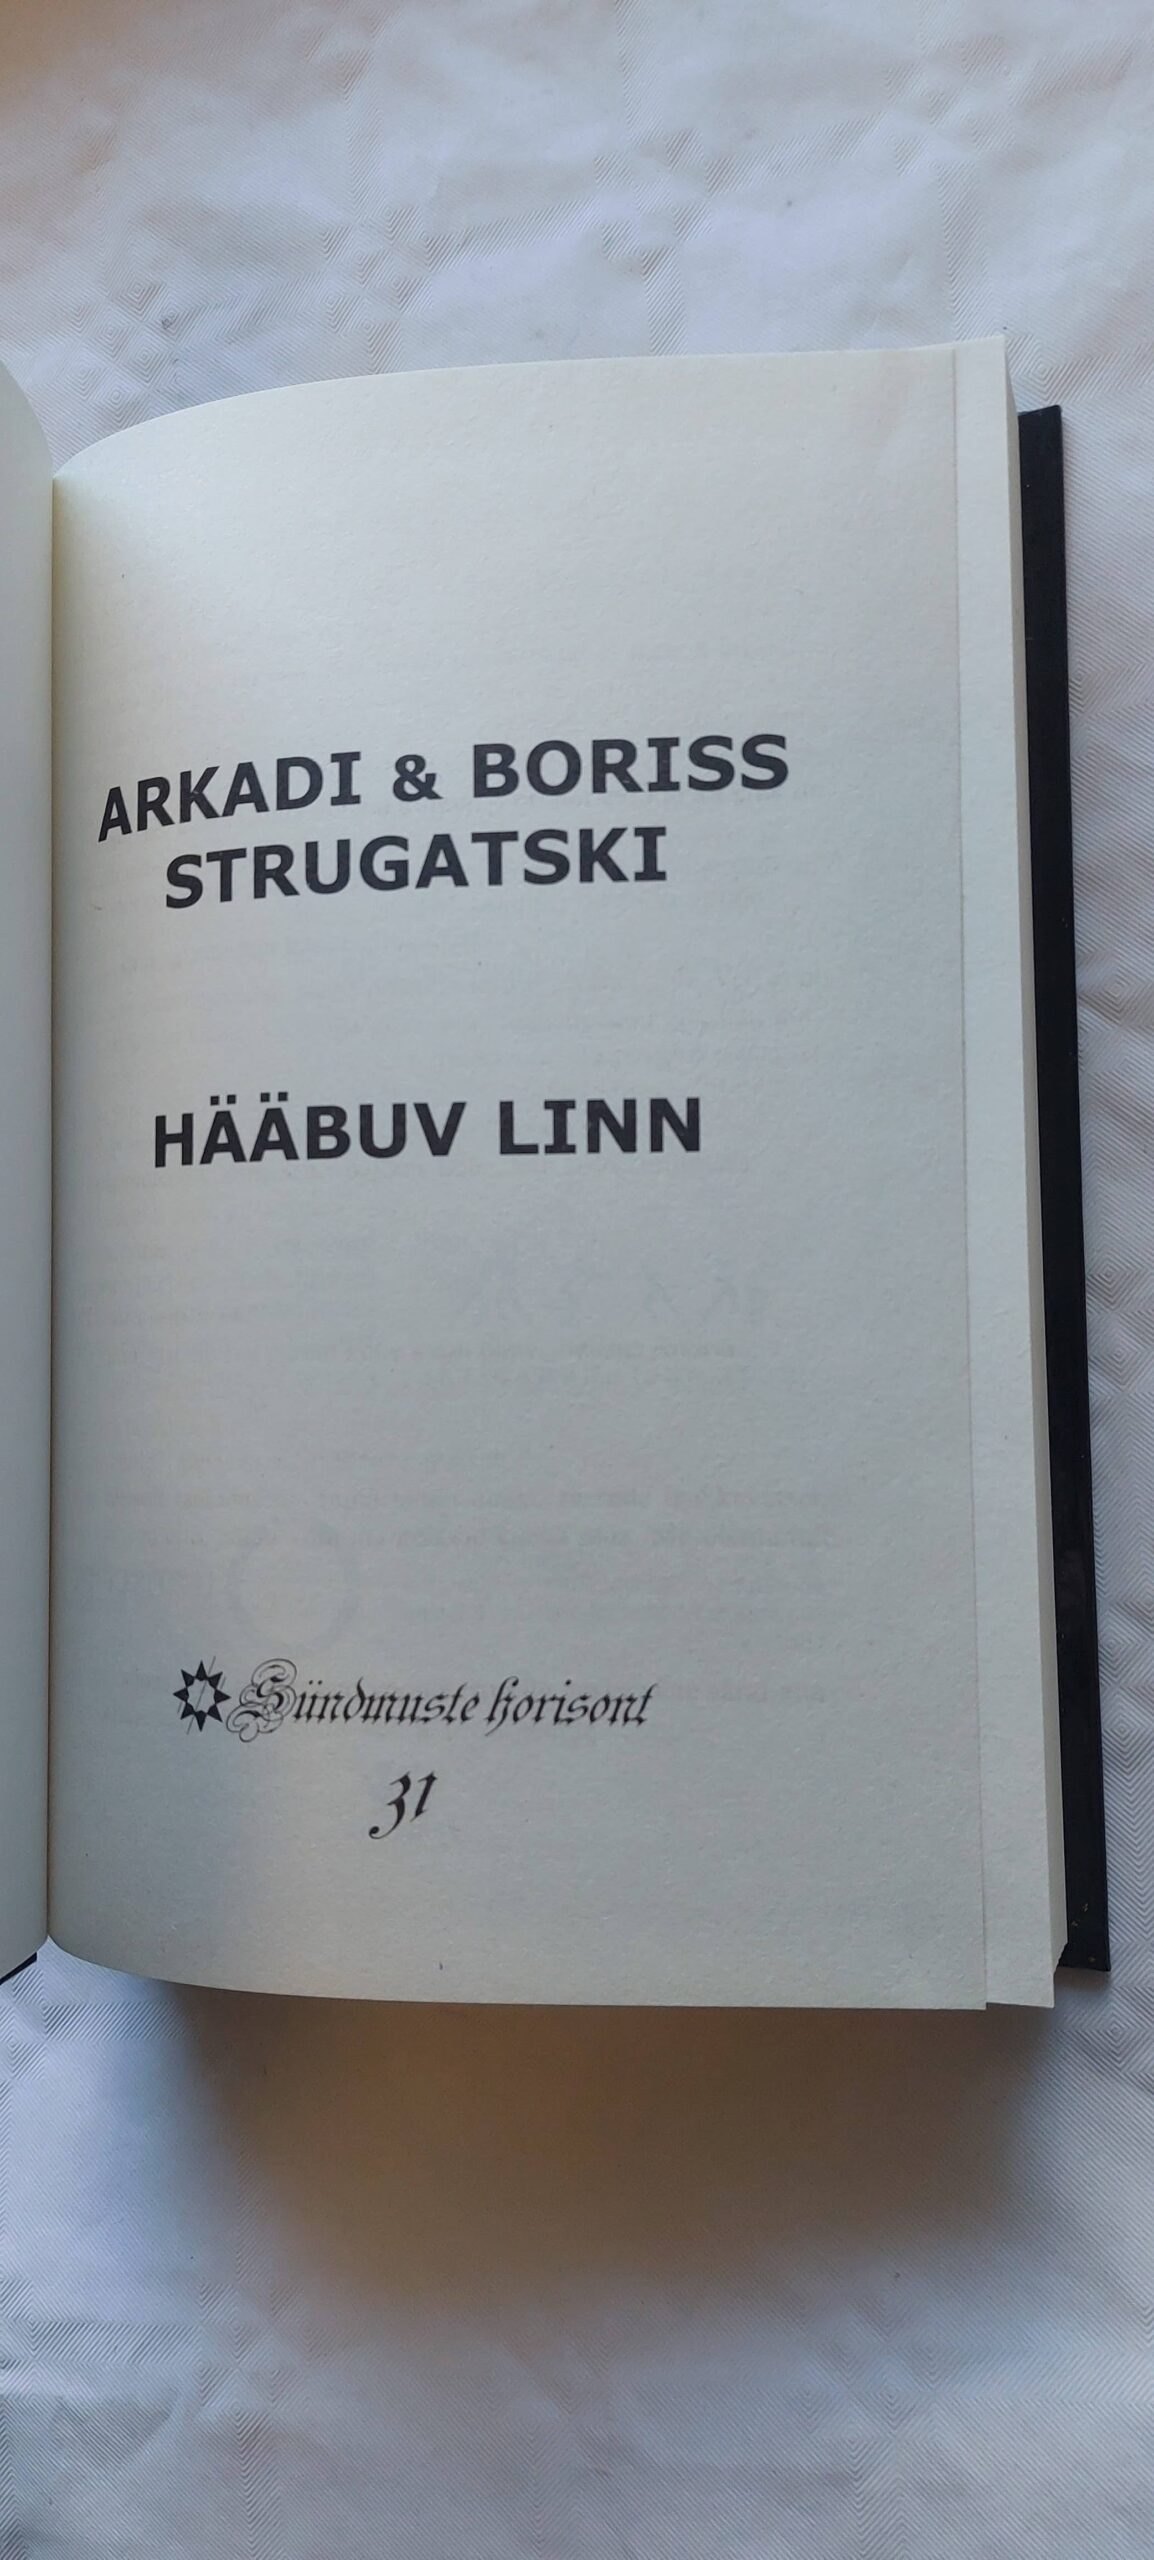 ARKADI & BORISS
STRUGATSKI
HÄÄBUV LINN
Sündmuste horisont
31